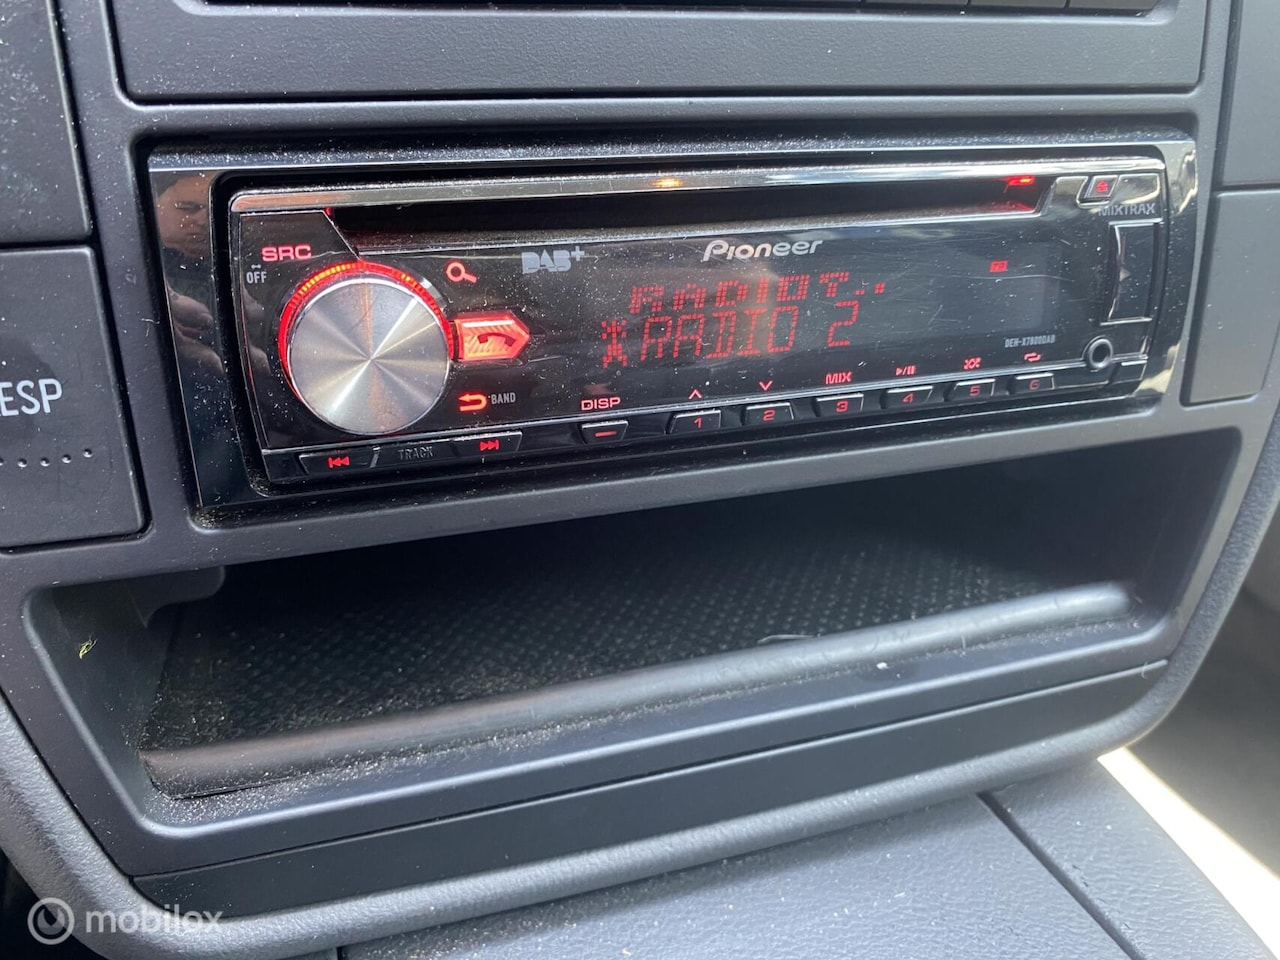 MIXTRAX
SRC
OFF
DAB+
Pioneer
RADIO 2
DEH-X7800DAB
BAND
DISP
MIX
1 2 3 4 5 6
TRACK
ESP
mobilox